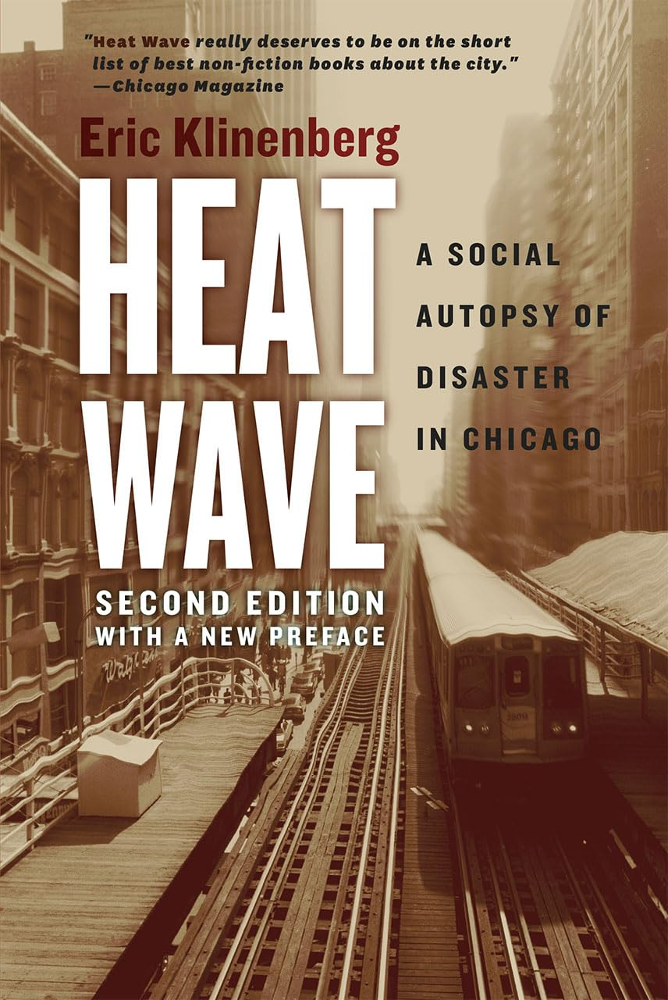 "Heat Wave really deserves to be on the short
list of best non-fiction books about the city."
—Chicago Magazine
Eric Klinenberg
HEAT
WAVE
A SOCIAL
AUTOPSY OF
DISASTER
IN CHICAGO
SECOND EDITION
WITH A NEW PREFACE